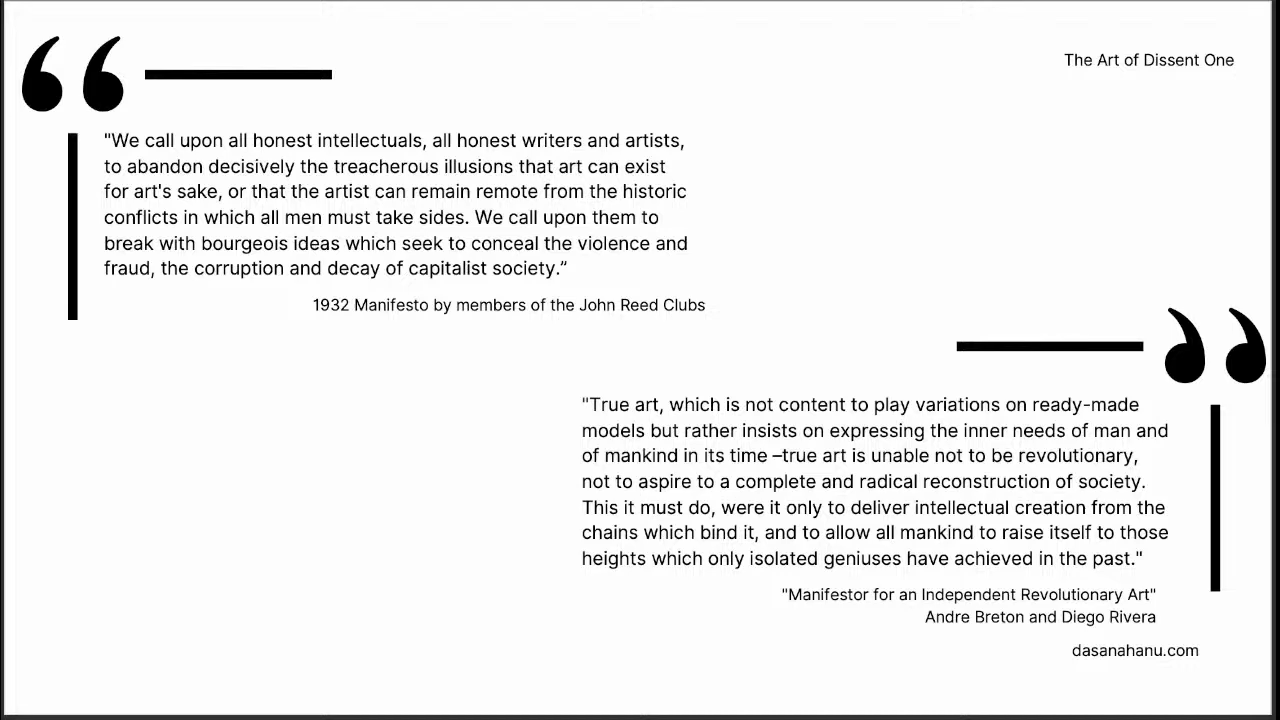 The Art of Dissent One
"We call upon all honest intellectuals, all honest writers and artists,
to abandon decisively the treacherous illusions that art can exist
for art's sake, or that the artist can remain remote from the historic
conflicts in which all men must take sides. We call upon them to
break with bourgeois ideas which seek to conceal the violence and
fraud, the corruption and decay of capitalist society.”
1932 Manifesto by members of the John Reed Clubs
"True art, which is not content to play variations on ready-made
models but rather insists on expressing the inner needs of man and
of mankind in its time –true art is unable not to be revolutionary,
not to aspire to a complete and radical reconstruction of society.
This it must do, were it only to deliver intellectual creation from the
chains which bind it, and to allow all mankind to raise itself to those
heights which only isolated geniuses have achieved in the past."
"Manifestor for an Independent Revolutionary Art"
Andre Breton and Diego Rivera
dasanahanu.com